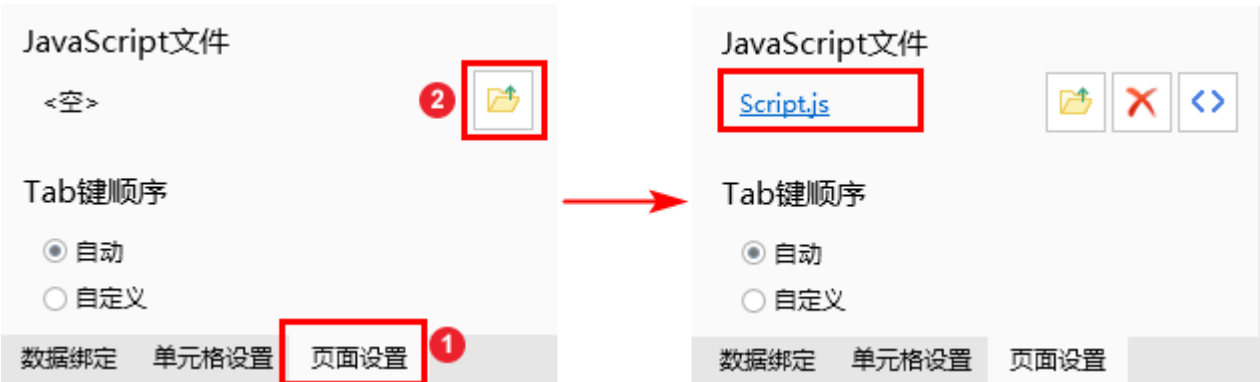 JavaScript文件
<空>
2
Tab键顺序
自动
自定义
数据绑定 单元格设置 页面设置 1
JavaScript文件
Script.js
Tab键顺序
自动
自定义
数据绑定 单元格设置 页面设置